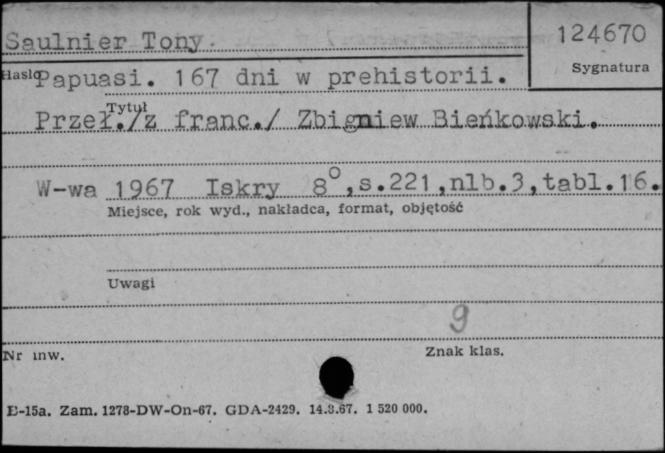 Saulnier Tony.
124670
Sygnatura
Hasło
Papuasi. 167 dni w prehistorii.
Tytuł
Przeł./z franc./ Zbigniew Bieńkowski.
W-wa 1967 Iskry 8°,s.221,nlb.3,tabl.16.
Miejsce, rok wyd., nakładca, format, objętość
Uwagi
9
Nr inw.
Znak klas.
E-15a. Zam. 1278-DW-On-67. GDA-2429. 14.3.67. 1 520 000.